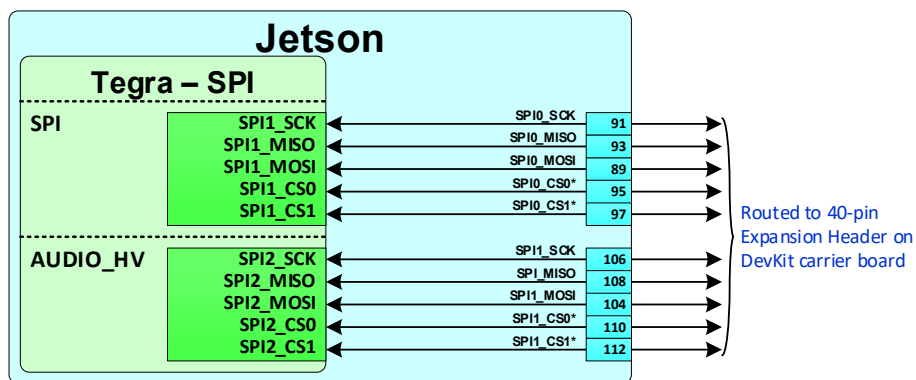 Jetson
Tegra – SPI
SPI
SPI1_SCK SPI0_SCK 91
SPI1_MISO SPI0_MISO 93
SPI1_MOSI SPI0_MOSI 89
SPI1_CS0 SPI0_CS0* 95
SPI1_CS1 SPI0_CS1* 97
Routed to 40-pin
Expansion Header on
DevKit carrier board
AUDIO_HV
SPI2_SCK SPI1_SCK 106
SPI2_MISO SPI_MISO 108
SPI2_MOSI SPI1_MOSI 104
SPI2_CS0 SPI1_CS0* 110
SPI2_CS1 SPI1_CS1* 112